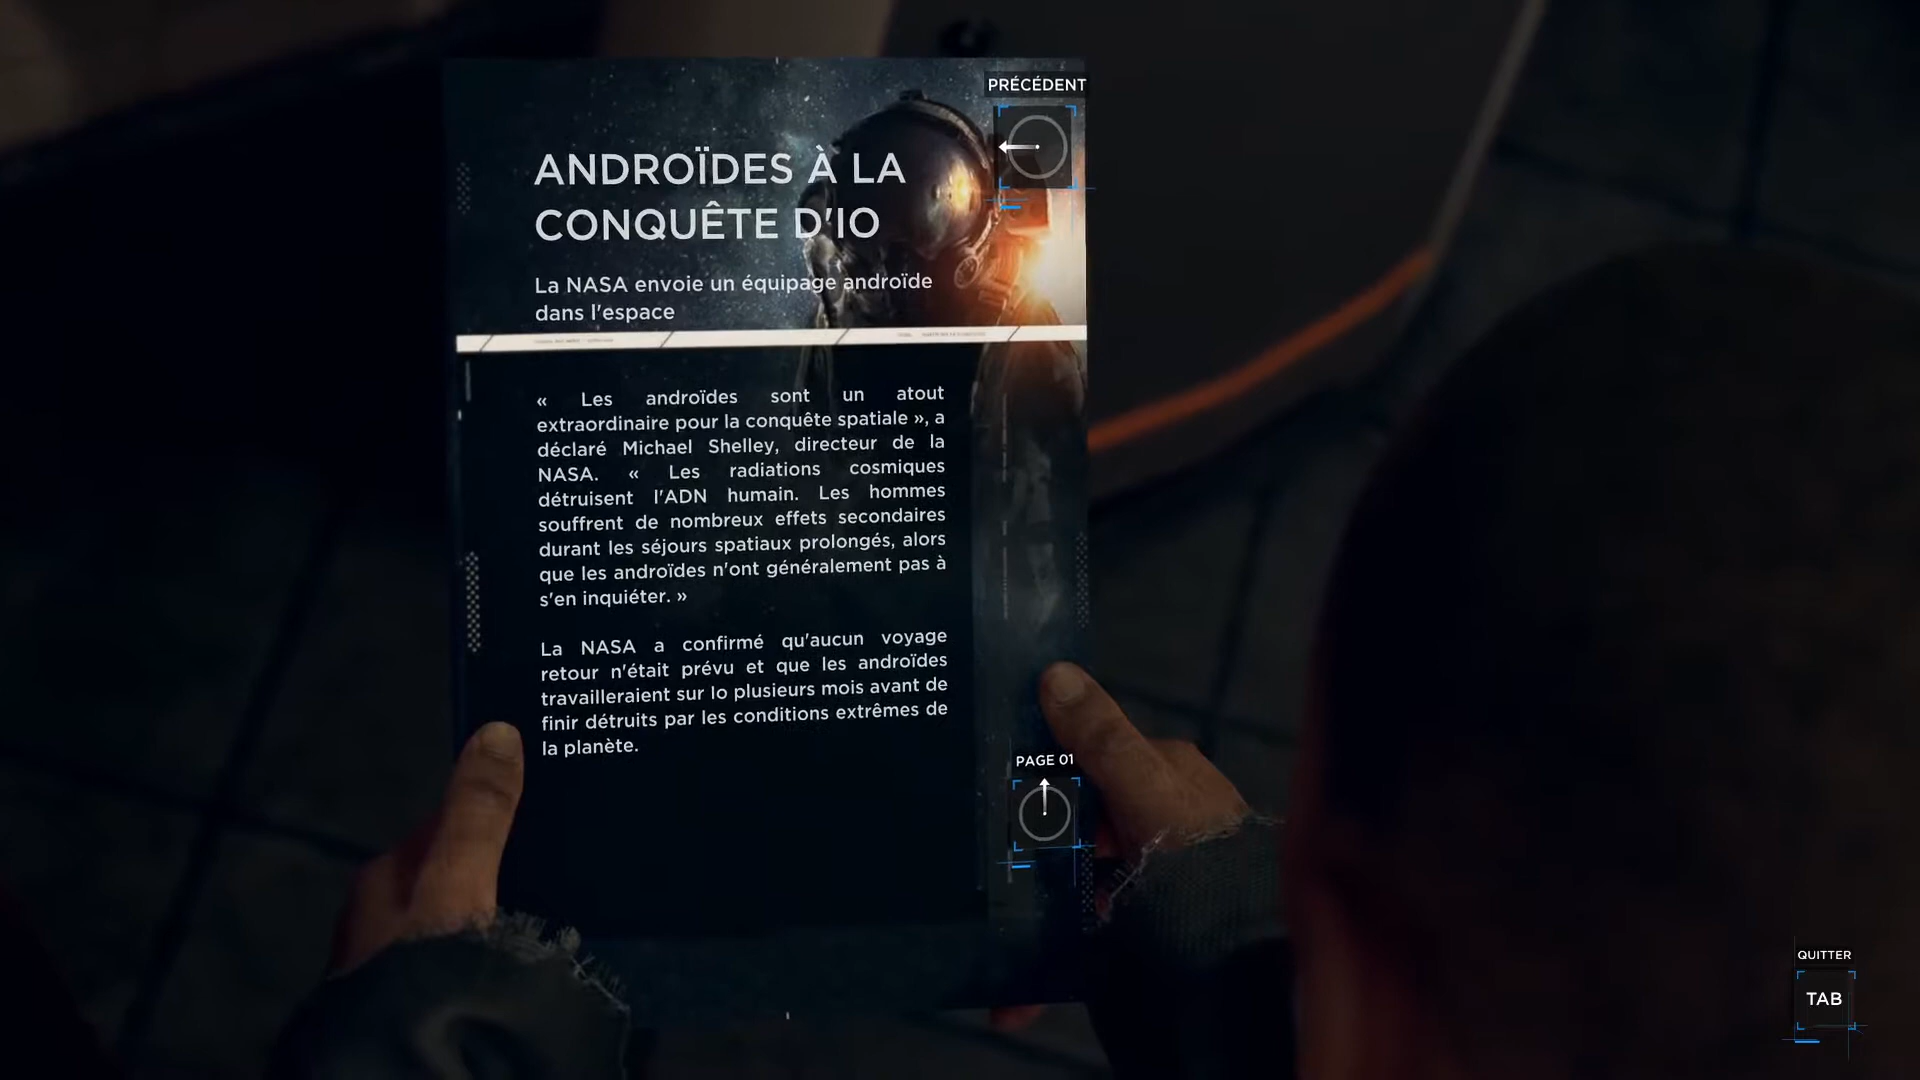 PRÉCÉDENT
ANDROÏDES À LA
CONQUÊTE D'IO
La NASA envoie un équipage androïde
dans l'espace
« Les androïdes sont un atout
extraordinaire pour la conquête spatiale », a
déclaré Michael Shelley, directeur de la
NASA. « Les radiations cosmiques
détruisent l'ADN humain. Les hommes
souffrent de nombreux effets secondaires
durant les séjours spatiaux prolongés, alors
que les androïdes n'ont généralement pas à
s'en inquiéter. »
La NASA a confirmé qu'aucun voyage
retour n'était prévu et que les androïdes
travailleraient sur Io plusieurs mois avant de
finir détruits par les conditions extrêmes de
la planète.
PAGE 01
QUITTER
TAB